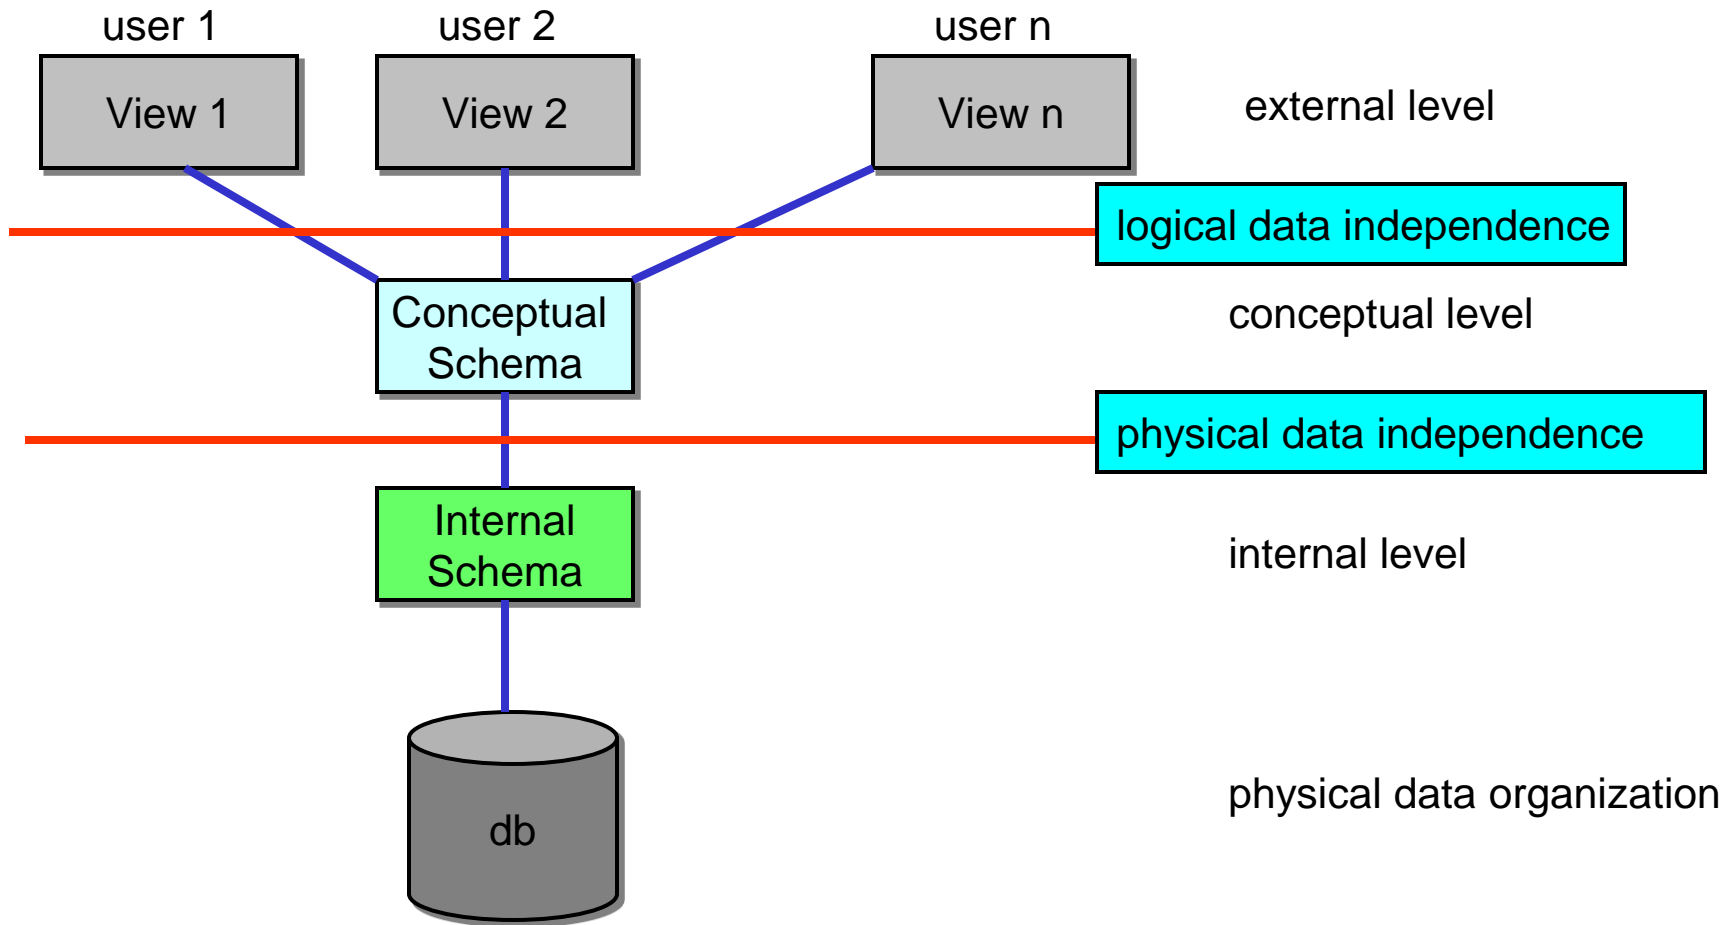 user 1
user 2
user n
View 1
View 2
View n
external level
logical data independence
Conceptual
Schema
conceptual level
physical data independence
Internal
Schema
internal level
db
physical data organization